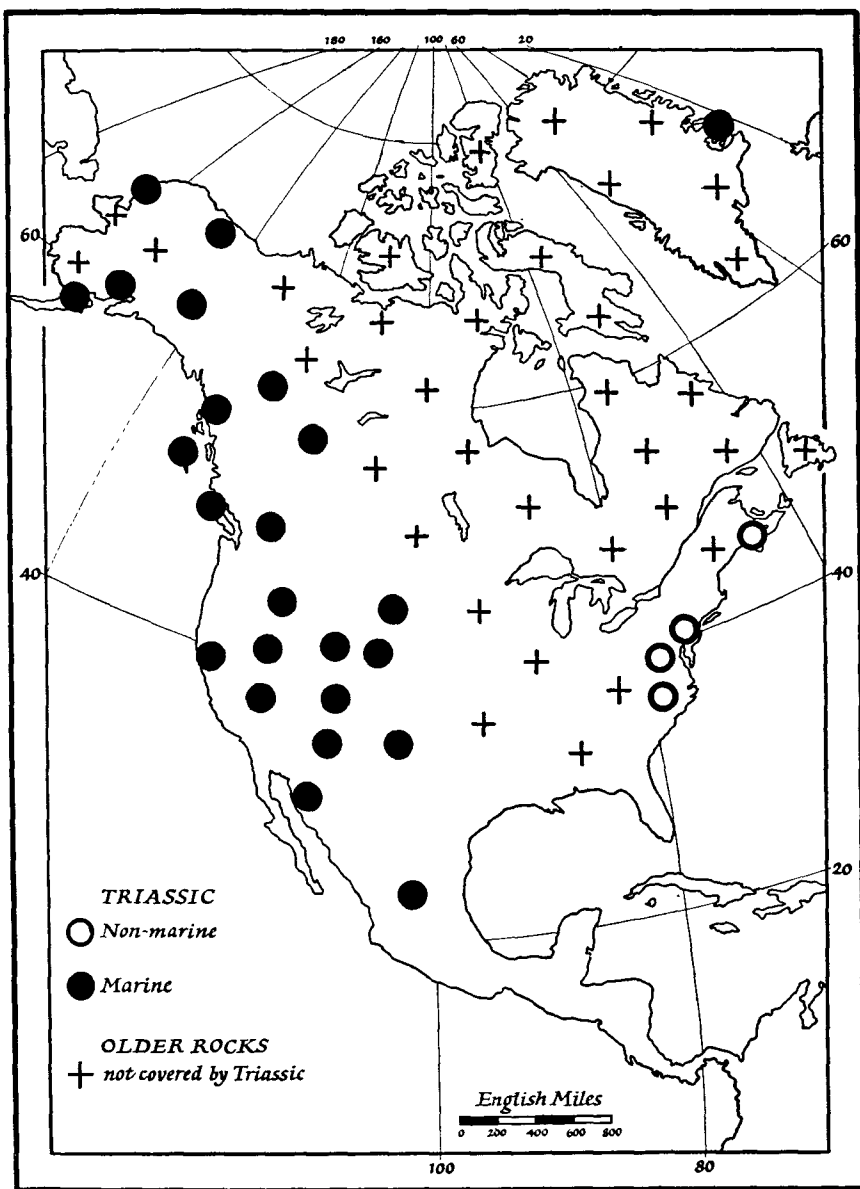 180 160 100 60 20
60 60
40 40
20
TRIASSIC
Non-marine
Marine
OLDER ROCKS
not covered by Triassic
English Miles
0 200 400 600 800
100 80